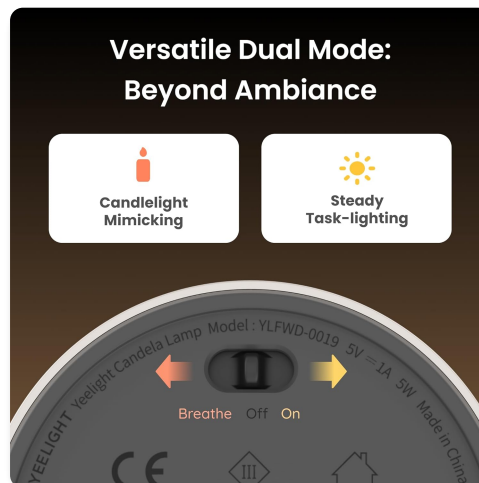 Versatile Dual Mode:
Beyond Ambiance
Candlelight
Mimicking
Steady
Task-lighting
YEELIGHT Yeelight Candela Lamp Model : YLFWD-0019 5V⎓1A 5W Made in China
Breathe Off On
CE
III